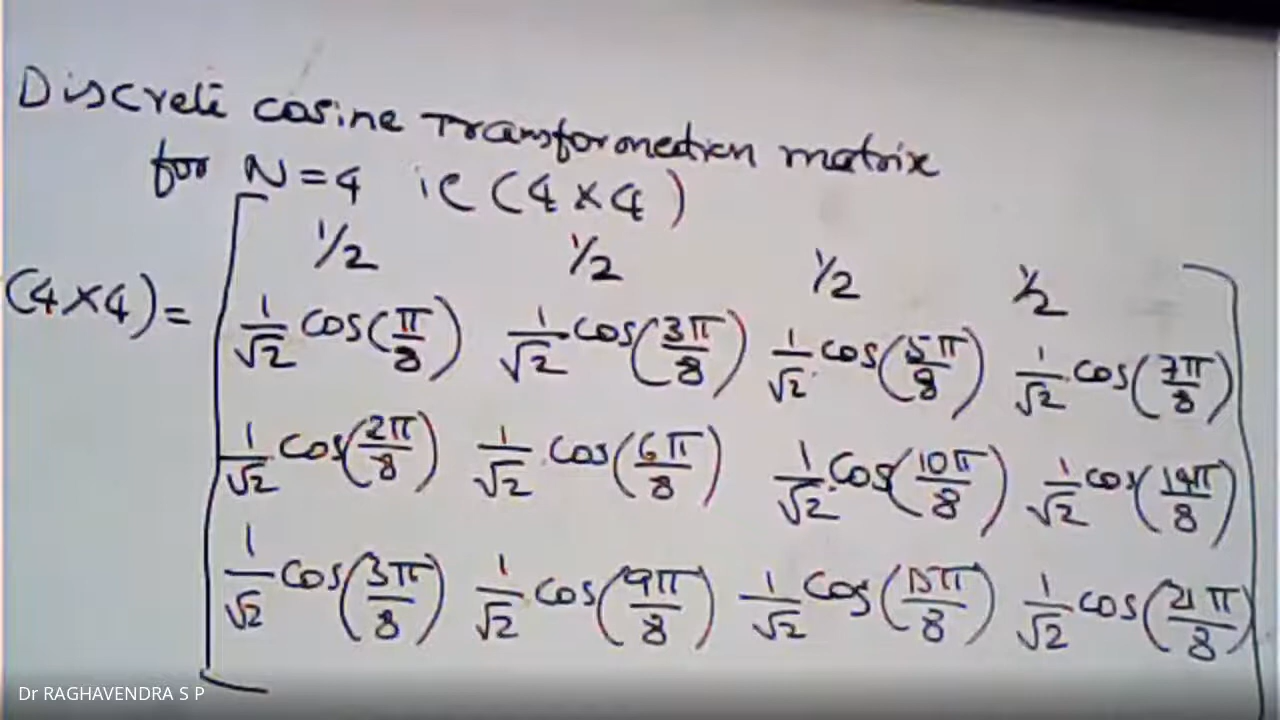 Discrete cosine Transformation matrix
for N=4 ie (4×4)
1/2 1/2 1/2 1/2
(4×4)=
1/√2 cos(π/8) 1/√2 cos(3π/8) 1/√2 cos(5π/8) 1/√2 cos(7π/8)
1/√2 cos(2π/8) 1/√2 cos(6π/8) 1/√2 cos(10π/8) 1/√2 cos(14π/8)
1/√2 cos(3π/8) 1/√2 cos(9π/8) 1/√2 cos(15π/8) 1/√2 cos(21π/8)
Dr RAGHAVENDRA S P